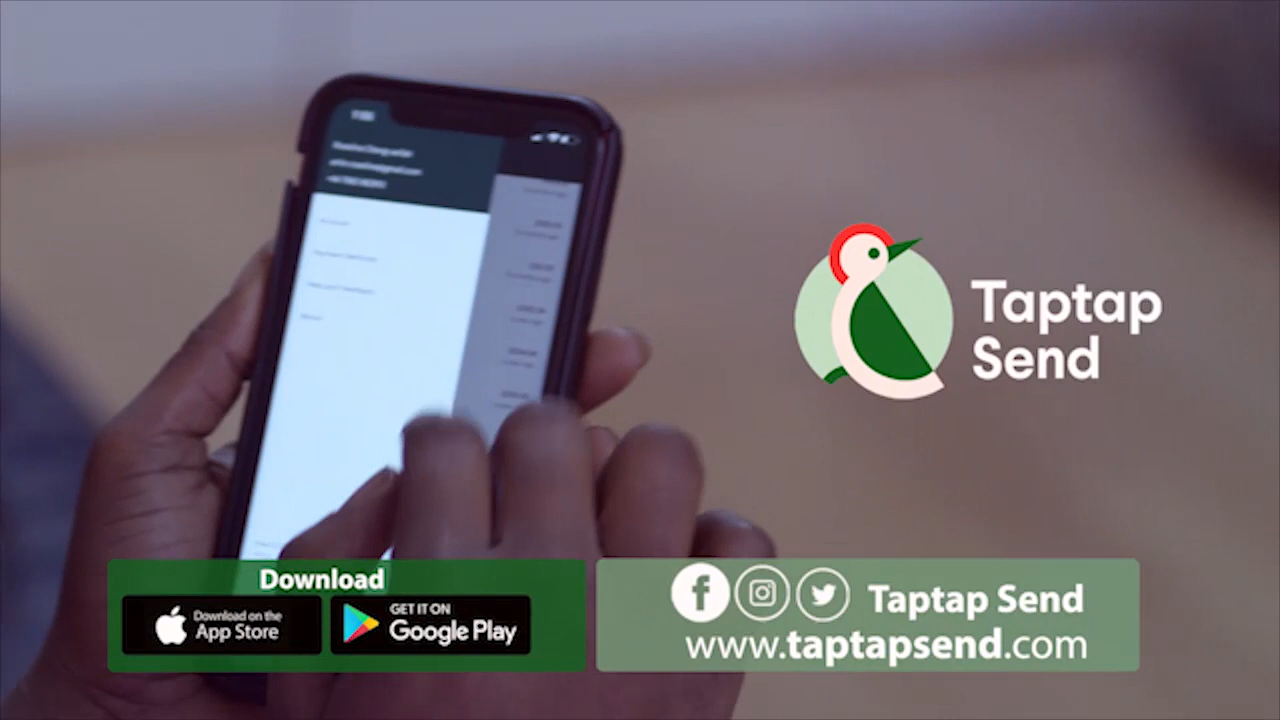 Taptap
Send
Download
Download on the
App Store
GET IT ON
Google Play
Taptap Send
www.taptapsend.com